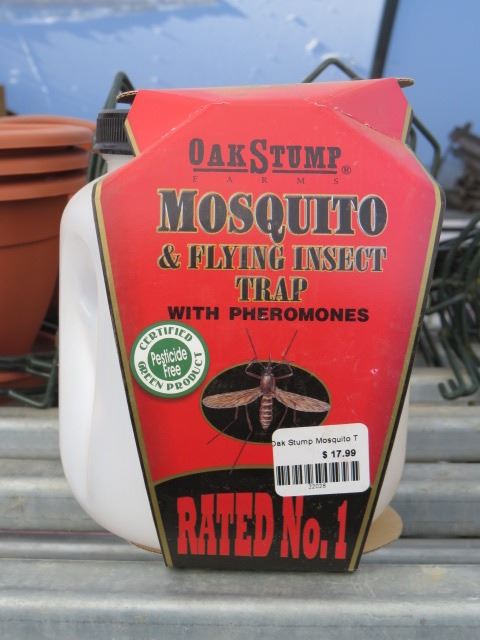 OAKSTUMP®
FARMS
MOSQUITO
& FLYING INSECT
TRAP
WITH PHEROMONES
CERTIFIED
Pesticide
Free
GREEN PRODUCT
Oak Stump Mosquito T
$ 17.99
22028
RATED No. 1